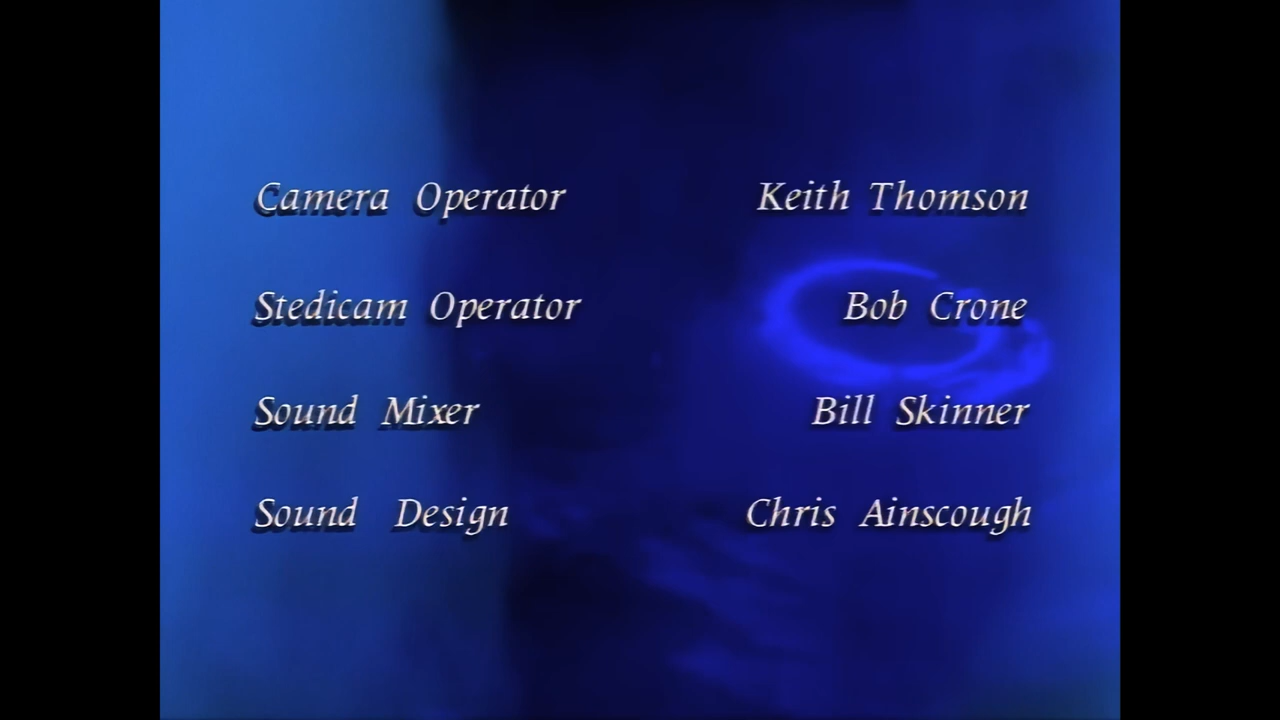 Camera Operator Keith Thomson
Stedicam Operator Bob Crone
Sound Mixer Bill Skinner
Sound Design Chris Ainscough